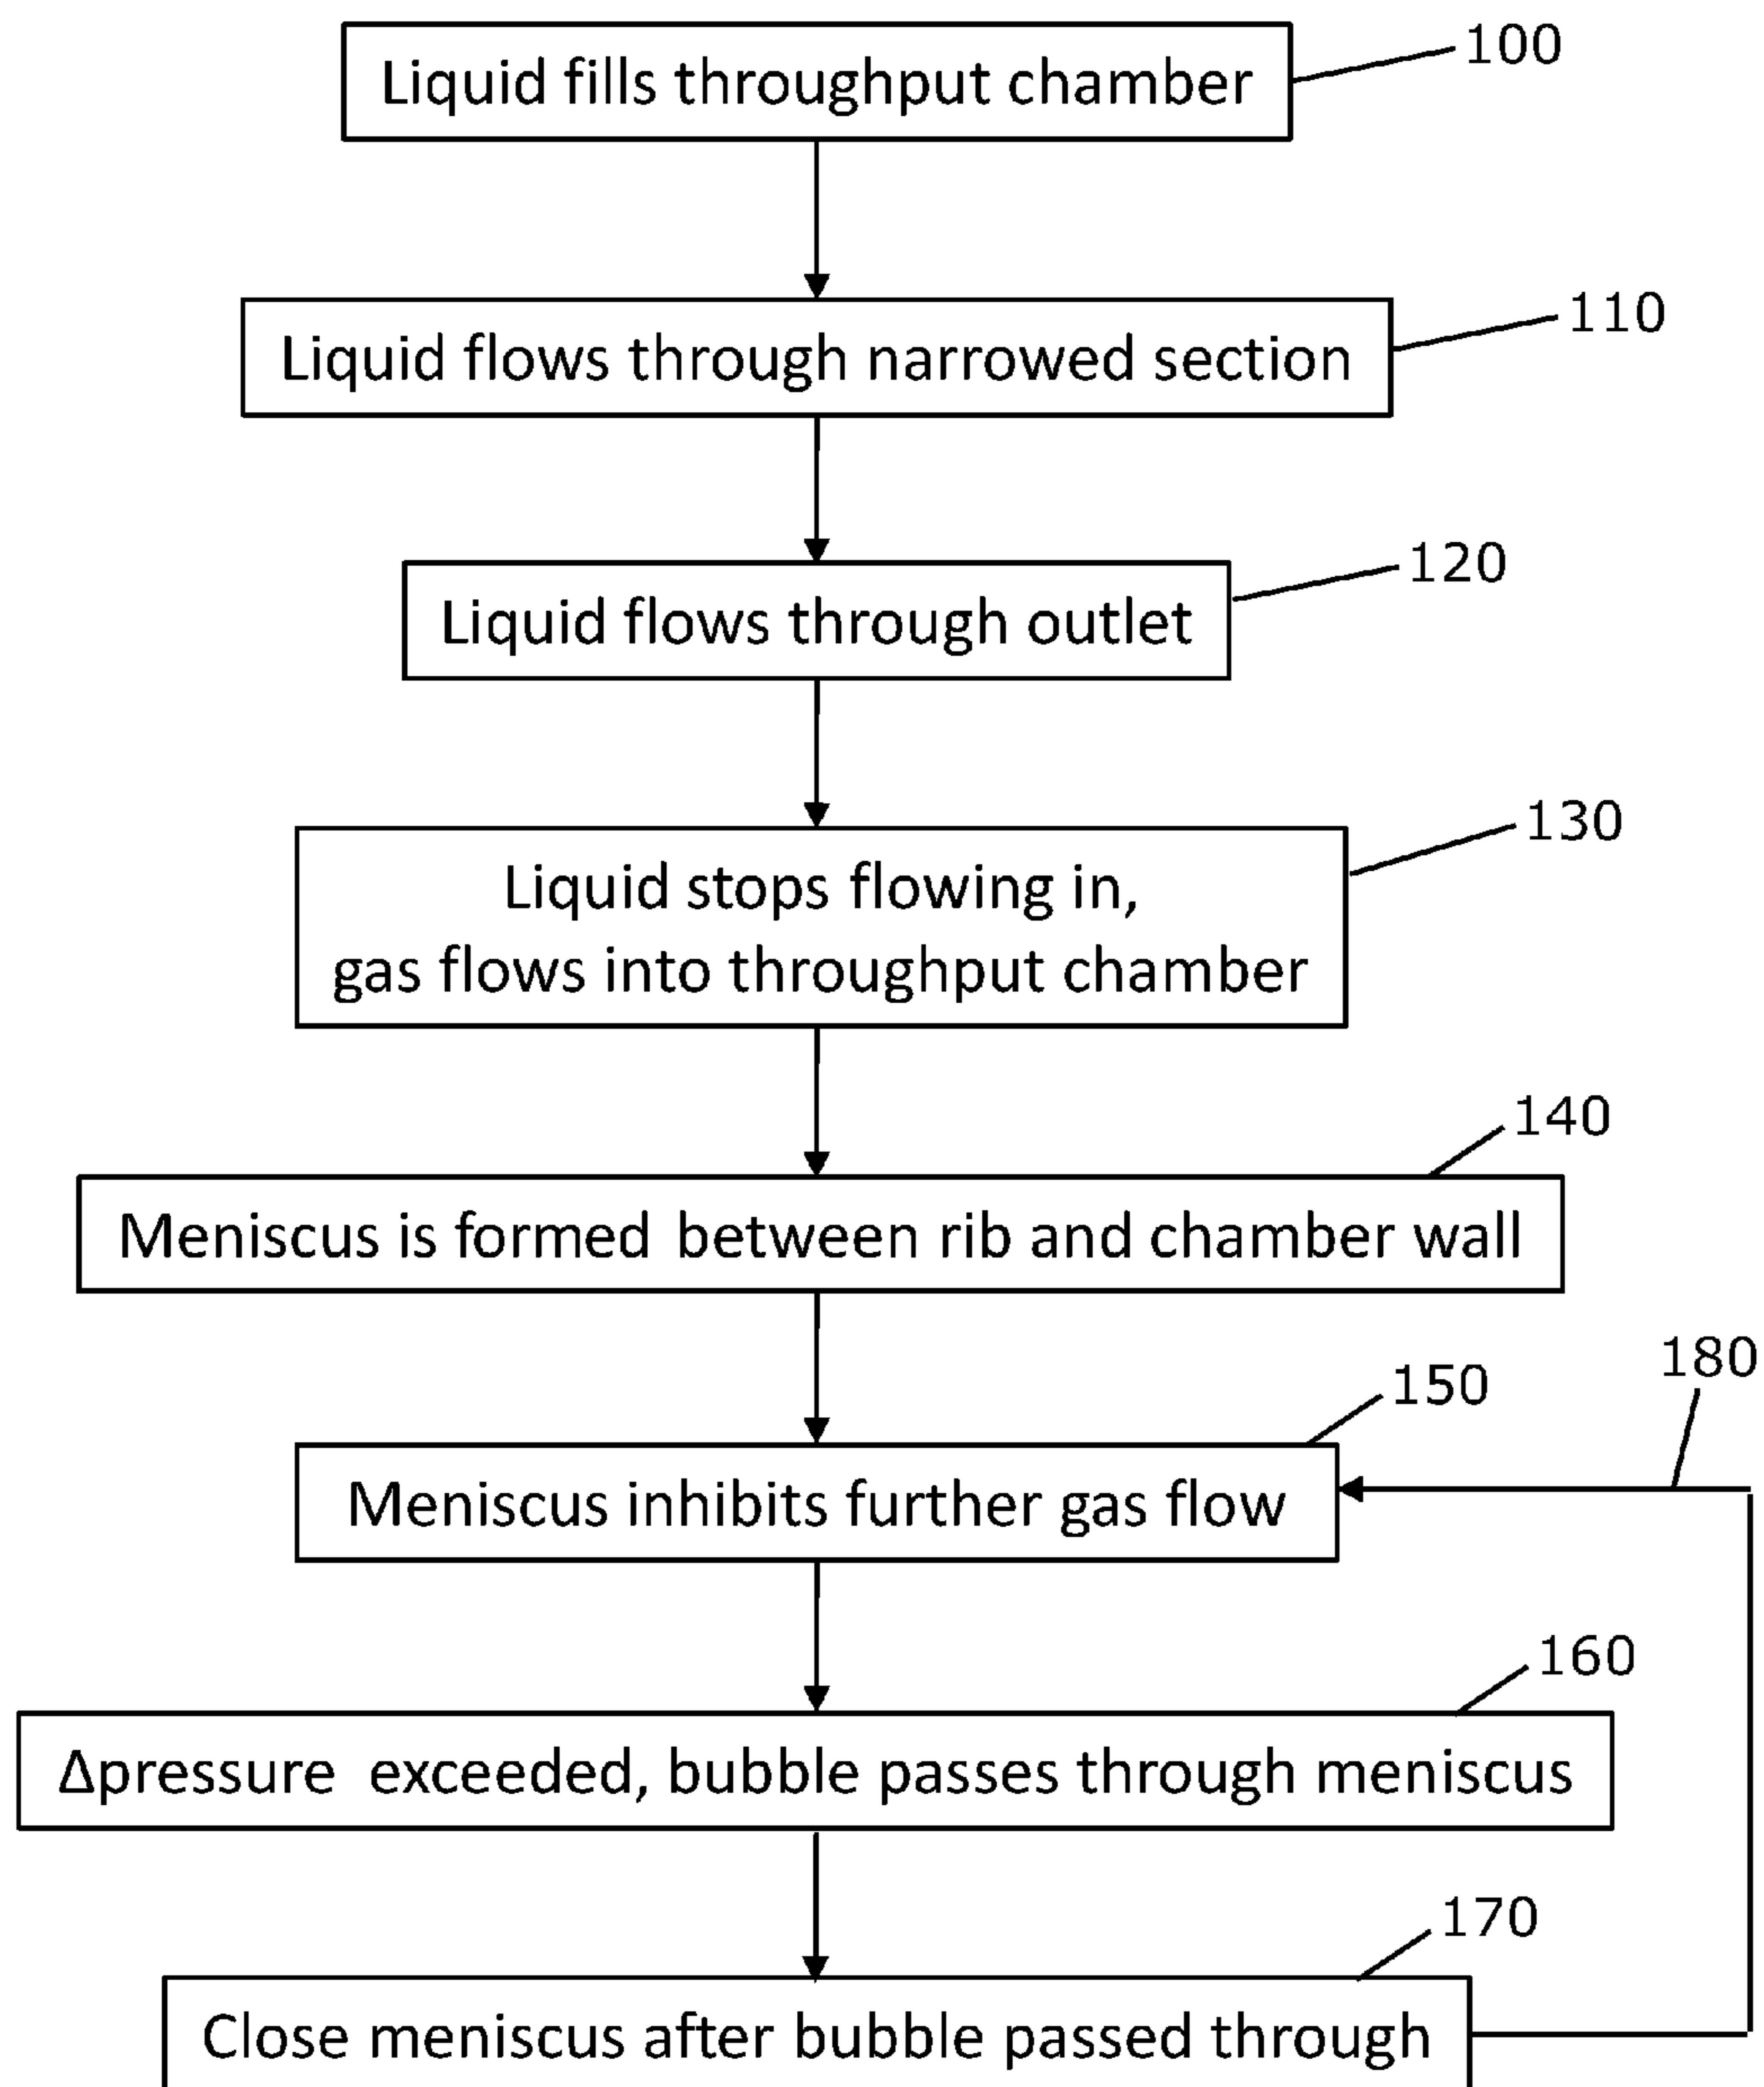 Liquid fills throughput chamber
100
Liquid flows through narrowed section
110
Liquid flows through outlet
120
Liquid stops flowing in,
gas flows into throughput chamber
130
Meniscus is formed between rib and chamber wall
140
Meniscus inhibits further gas flow
150
180
Δpressure exceeded, bubble passes through meniscus
160
Close meniscus after bubble passed through
170